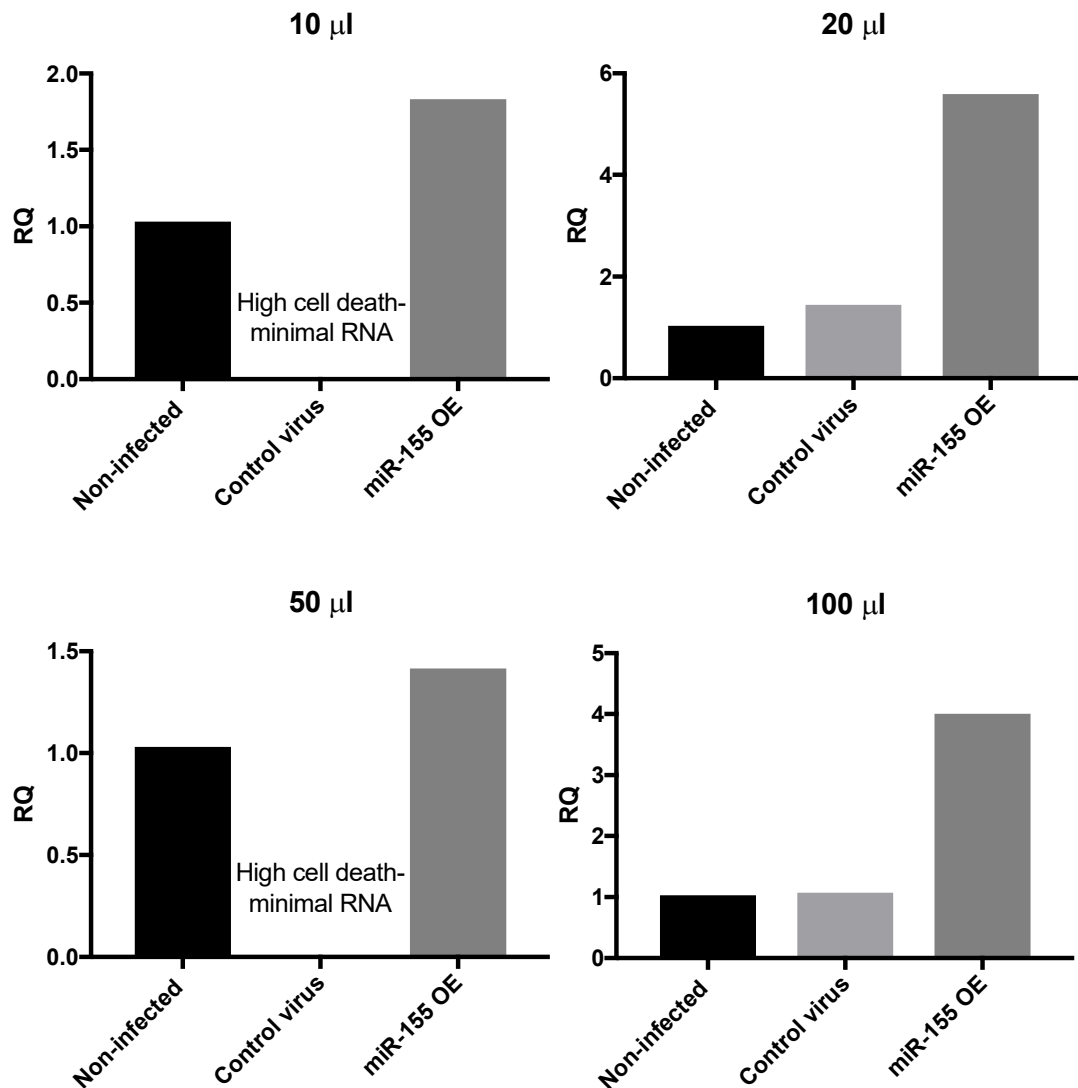 10 μl
2.0
1.5
1.0
0.5
0.0
RQ
High cell death-
minimal RNA
Non-infected
Control virus
miR-155 OE
20 μl
6
4
2
0
RQ
Non-infected
Control virus
miR-155 OE
50 μl
1.5
1.0
0.5
0.0
RQ
High cell death-
minimal RNA
Non-infected
Control virus
miR-155 OE
100 μl
5
4
3
2
1
0
RQ
Non-infected
Control virus
miR-155 OE